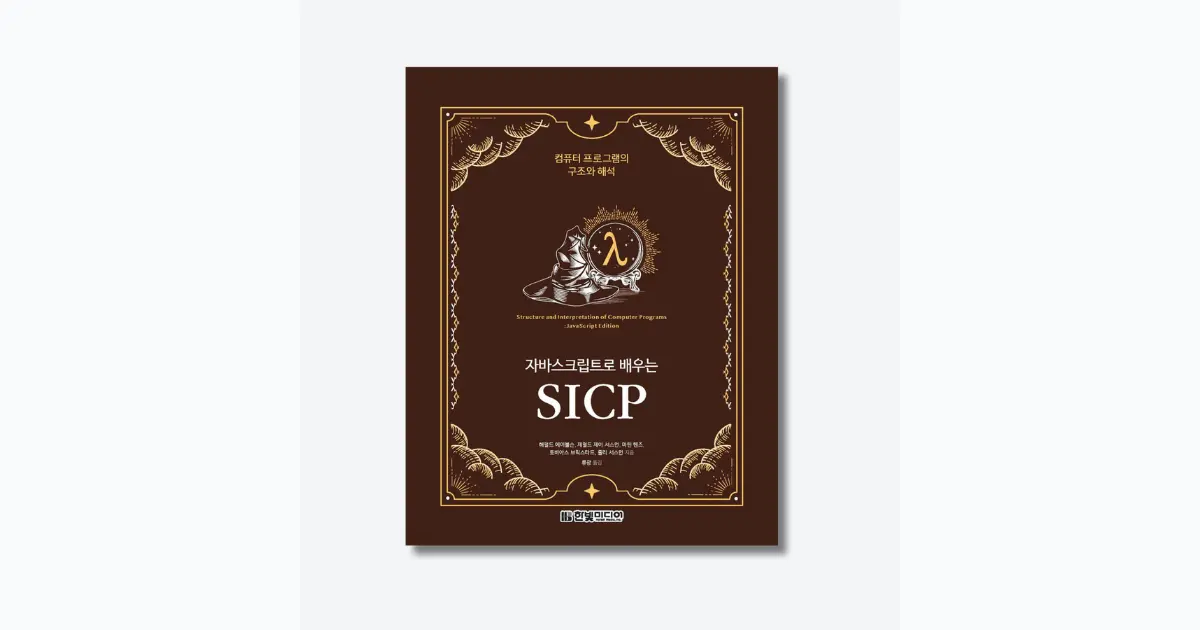 컴퓨터 프로그램의
구조와 해석
λ
Structure and Interpretation of Computer Programs
:JavaScript Edition
자바스크립트로 배우는
SICP
해럴드 에이블슨, 제럴드 제이 서스먼, 마틴 헨즈,
토비아스 브릭스타드, 줄리 서스먼 지음
류광 옮김
한빛미디어